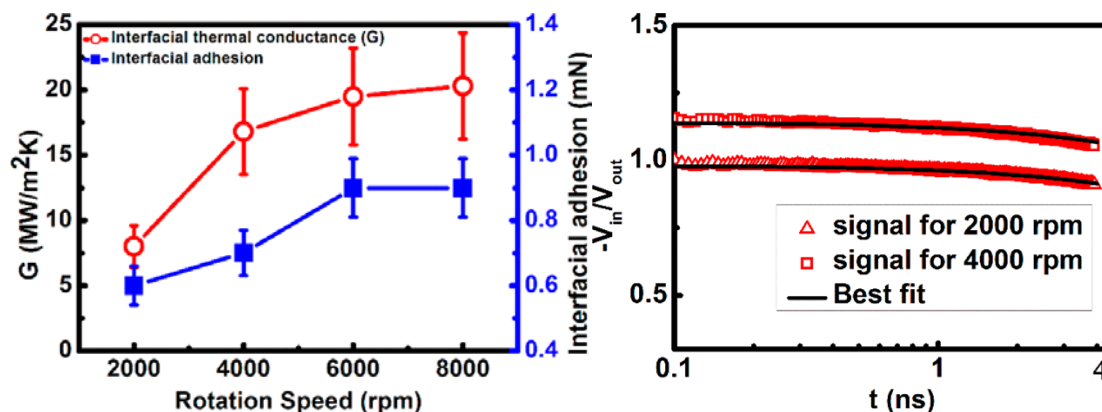 25
20
15
10
5
0
G (MW/m²K)
Interfacial thermal conductance (G)
Interfacial adhesion
2000 4000 6000 8000
Rotation Speed (rpm)
1.4
1.2
1.0
0.8
0.6
0.4
Interfacial adhesion (mN)
1.5
1.0
0.5
-V_in/V_out
signal for 2000 rpm
signal for 4000 rpm
Best fit
0.1 1 4
t (ns)